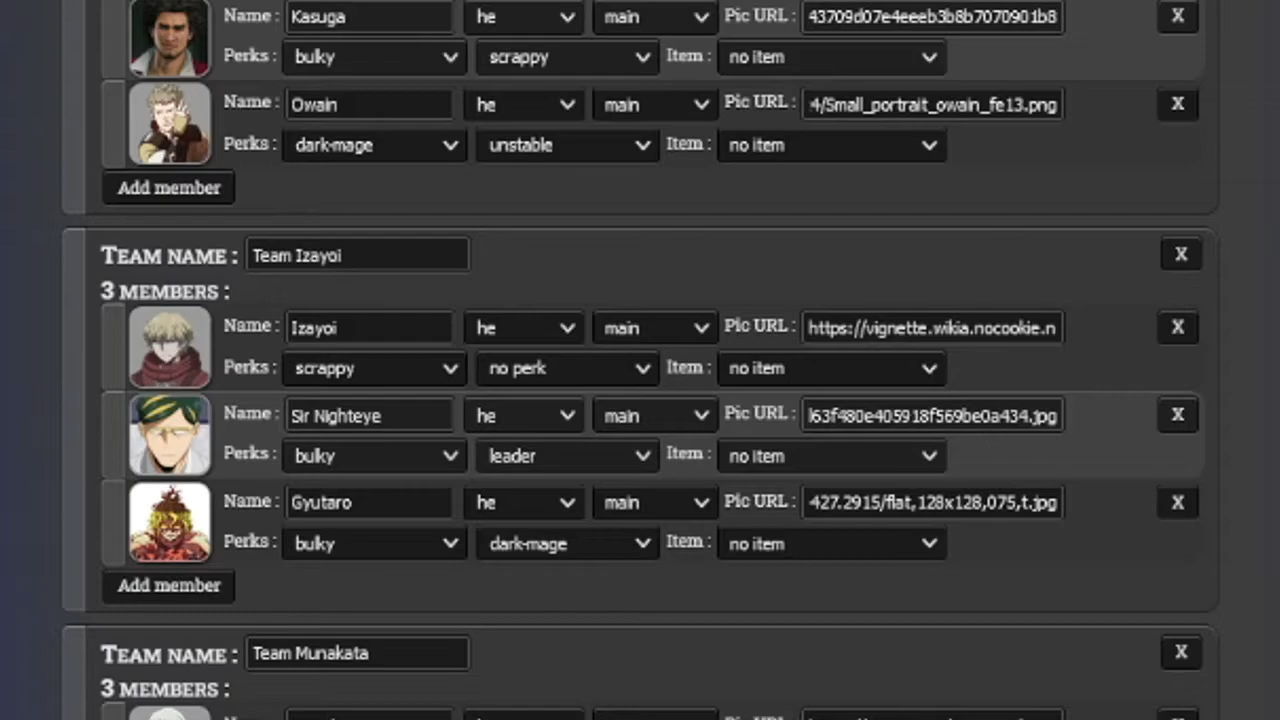 Name : Kasuga he main Pic URL : 43709d07e4eeeb3b8b7070901b8 X
Perks : bulky scrappy Item : no item
Name : Owain he main Pic URL : 4/Small_portrait_owain_fe13.png X
Perks : dark-mage unstable Item : no item
Add member
Team name : Team Izayoi X
3 members :
Name : Izayoi he main Pic URL : https://vignette.wikia.nocookie.n X
Perks : scrappy no perk Item : no item
Name : Sir Nighteye he main Pic URL : l63f480e405918f569be0a434.jpg X
Perks : bulky leader Item : no item
Name : Gyutaro he main Pic URL : 427.2915/flat,128x128,075,t.jpg X
Perks : bulky dark-mage Item : no item
Add member
Team name : Team Munakata X
3 members :